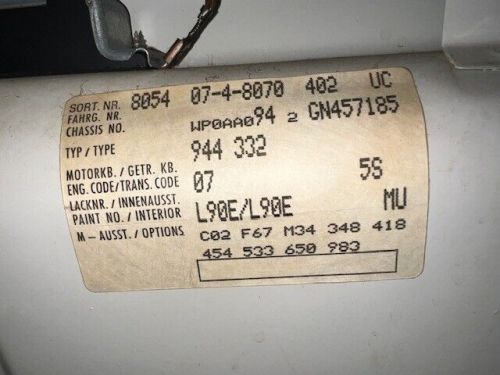 SORT. NR. 8054 07-4-8070 402 UC
FAHRG. NR.
CHASSIS NO. WP0AA094 2 GN457185
TYP / TYPE 944 332
MOTORKB. / GETR. KB.
ENG. CODE / TRANS. CODE 07 5S
LACKNR. / INNENAUSST.
PAINT NO. / INTERIOR L90E/L90E MU
M – AUSST. / OPTIONS C02 F67 M34 348 418
454 533 650 983